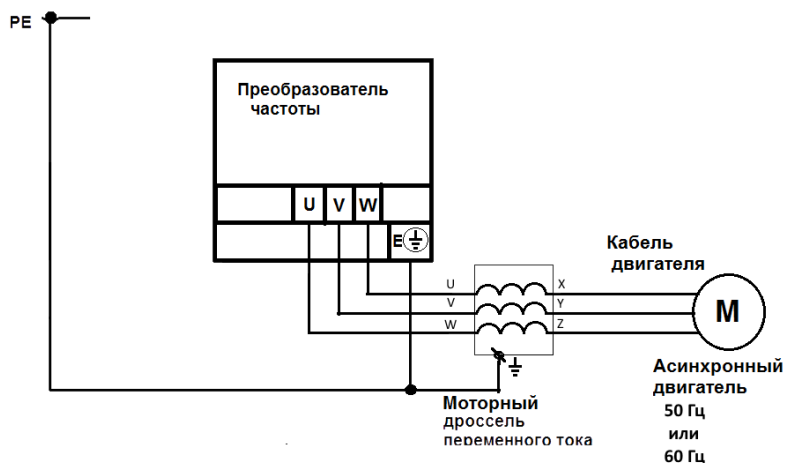 PE
Преобразователь
частоты
U V W
E
Кабель
двигателя
U X
V Y
W Z
M
Асинхронный
двигатель
50 Гц
или
60 Гц
Моторный
дроссель
переменного тока